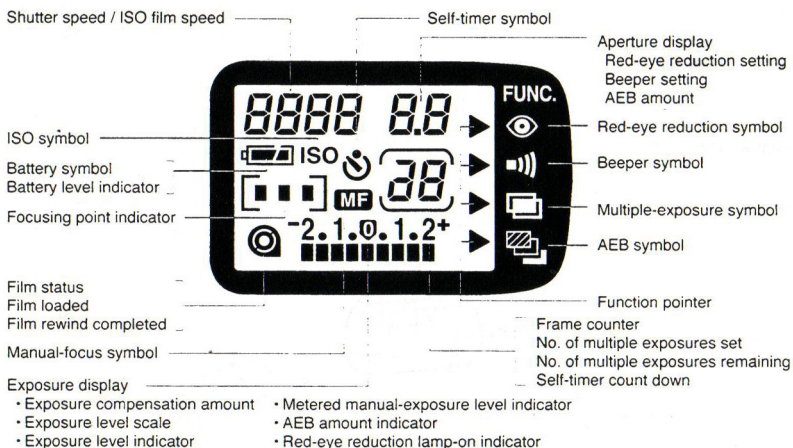 Shutter speed / ISO film speed
Self-timer symbol
Aperture display
Red-eye reduction setting
Beeper setting
AEB amount
FUNC.
8888 8.8
Red-eye reduction symbol
ISO symbol
ISO
Battery symbol
Battery level indicator
Beeper symbol
[▪▪▪]
MF
38
Focusing point indicator
Multiple-exposure symbol
-2.1.0.1.2+
AEB symbol
Film status
Film loaded
Film rewind completed
Function pointer
Frame counter
No. of multiple exposures set
No. of multiple exposures remaining
Self-timer count down
Manual-focus symbol
Exposure display
• Exposure compensation amount
• Exposure level scale
• Exposure level indicator
• Metered manual-exposure level indicator
• AEB amount indicator
• Red-eye reduction lamp-on indicator